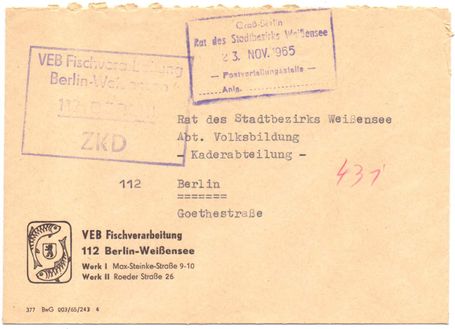 VEB Fischverarbeitung
Berlin-Weißensee
112
ZKD
Groß-Berlin
Rat des Stadtbezirks Weißensee
23. NOV. 1965
— Postverteilungsstelle —
Anlg.
Rat des Stadtbezirks Weißensee
Abt. Volksbildung
- Kaderabteilung -
112 Berlin
=======
Goethestraße
431
VEB Fischverarbeitung
112 Berlin-Weißensee
Werk I Max-Steinke-Straße 9-10
Werk II Roeder Straße 26
377 BwG 003/65/243 4